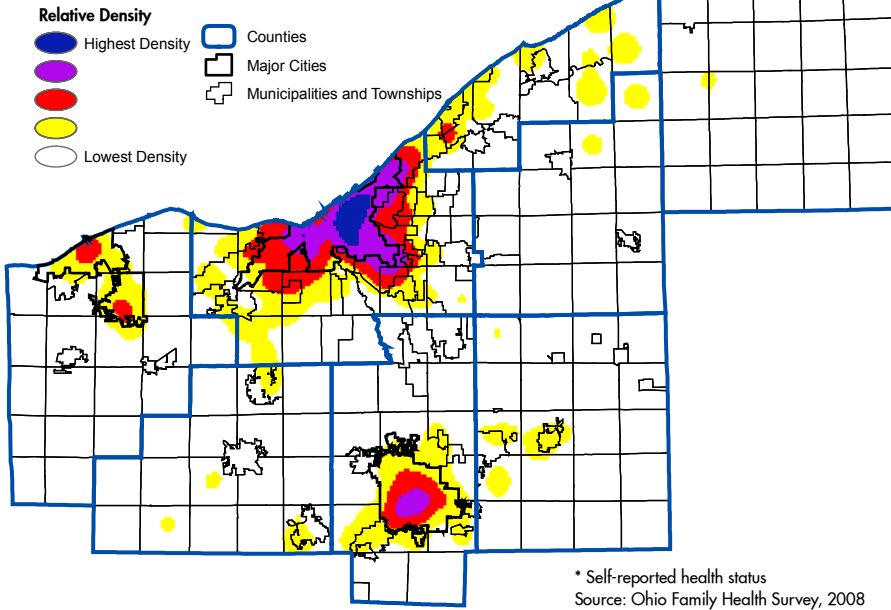 Relative Density
Highest Density
Lowest Density
Counties
Major Cities
Municipalities and Townships
* Self-reported health status
Source: Ohio Family Health Survey, 2008